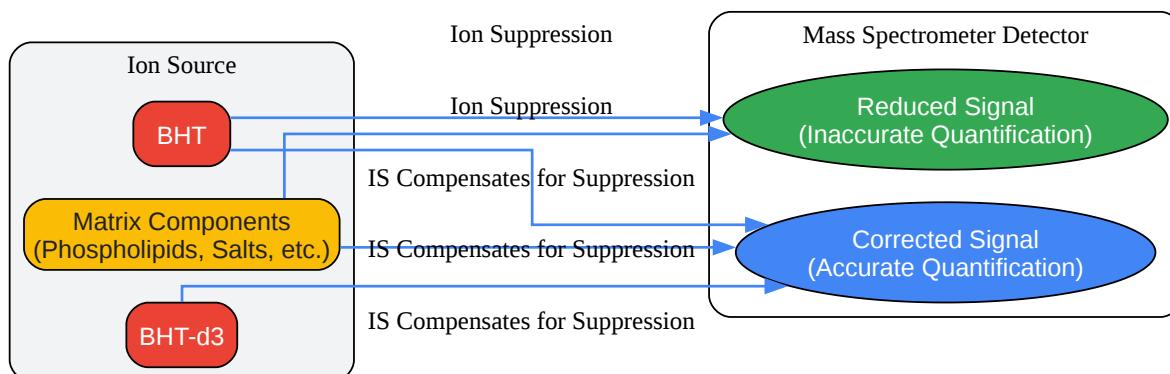 Ion Suppression
Mass Spectrometer Detector
Ion Source
Reduced Signal
(Inaccurate Quantification)
Ion Suppression
BHT
IS Compensates for Suppression
Matrix Components
(Phospholipids, Salts, etc.)
IS Compensates for Suppression
Corrected Signal
(Accurate Quantification)
BHT-d3
IS Compensates for Suppression